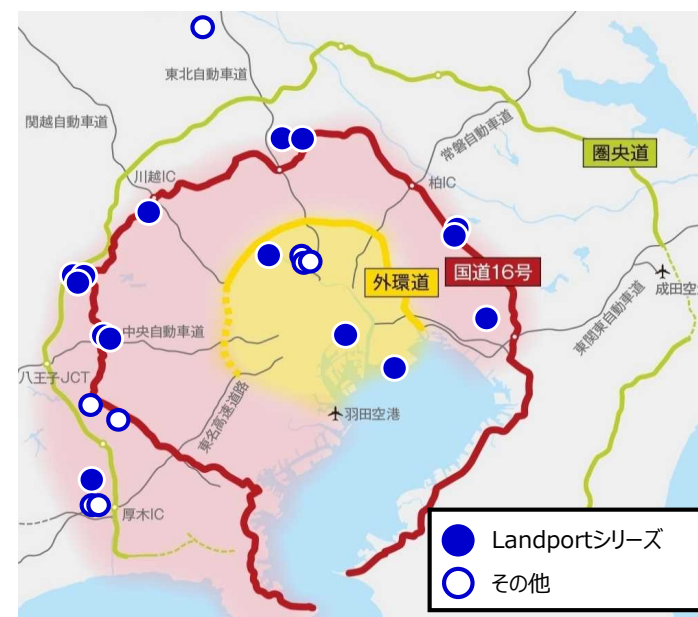 東北自動車道
関越自動車道
常磐自動車道
圏央道
川越IC
柏IC
国道16号
外環道
成田空
中央自動車道
東関東自動車道
八王子JCT
東名高速道路
羽田空港
厚木IC
Landportシリーズ
その他